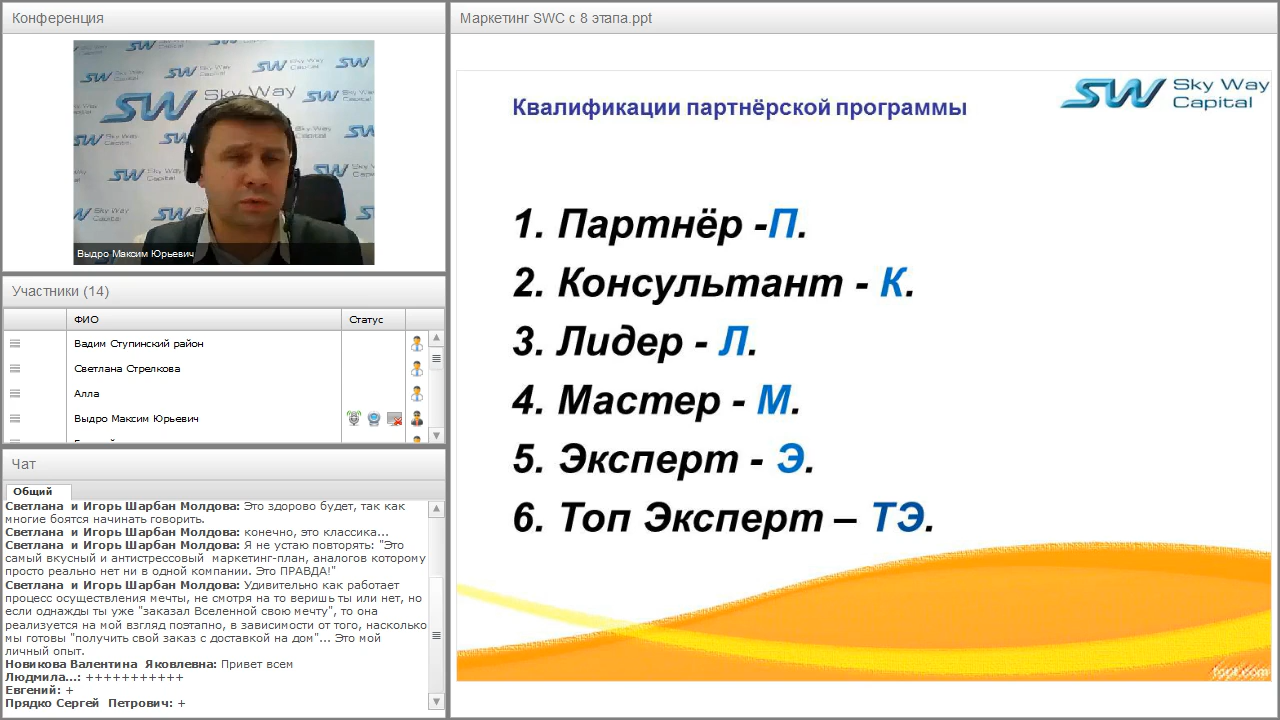 Конференция
SW Sky Way Capital
Выдро Максим Юрьевич
Участники (14)
ФИО Статус
Вадим Ступинский район
Светлана Стрелкова
Алла
Выдро Максим Юрьевич
Чат
Общий
Светлана и Игорь Шарбан Молдова: Это здорово будет, так как
многие боятся начинать говорить.
Светлана и Игорь Шарбан Молдова: конечно, это классика...
Светлана и Игорь Шарбан Молдова: Я не устаю повторять: "Это
самый вкусный и антистрессовый маркетинг-план, аналогов которому
просто реально нет ни в одной компании. Это ПРАВДА!"
Светлана и Игорь Шарбан Молдова: Удивительно как работает
процесс осуществления мечты, не смотря на то веришь ты или нет, но
если однажды ты уже "заказал Вселенной свою мечту", то она
реализуется на мой взгляд поэтапно, в зависимости от того, насколько
мы готовы "получить свой заказ с доставкой на дом"... Это мой
личный опыт.
Новикова Валентина Яковлевна: Привет всем
Людмила...: +++++++++++
Евгений: +
Прядко Сергей Петрович: +
Маркетинг SWC с 8 этапа.ppt
SW Sky Way
Capital
Квалификации партнёрской программы
1. Партнёр -П.
2. Консультант - К.
3. Лидер - Л.
4. Мастер - М.
5. Эксперт - Э.
6. Топ Эксперт – ТЭ.
fppt.com